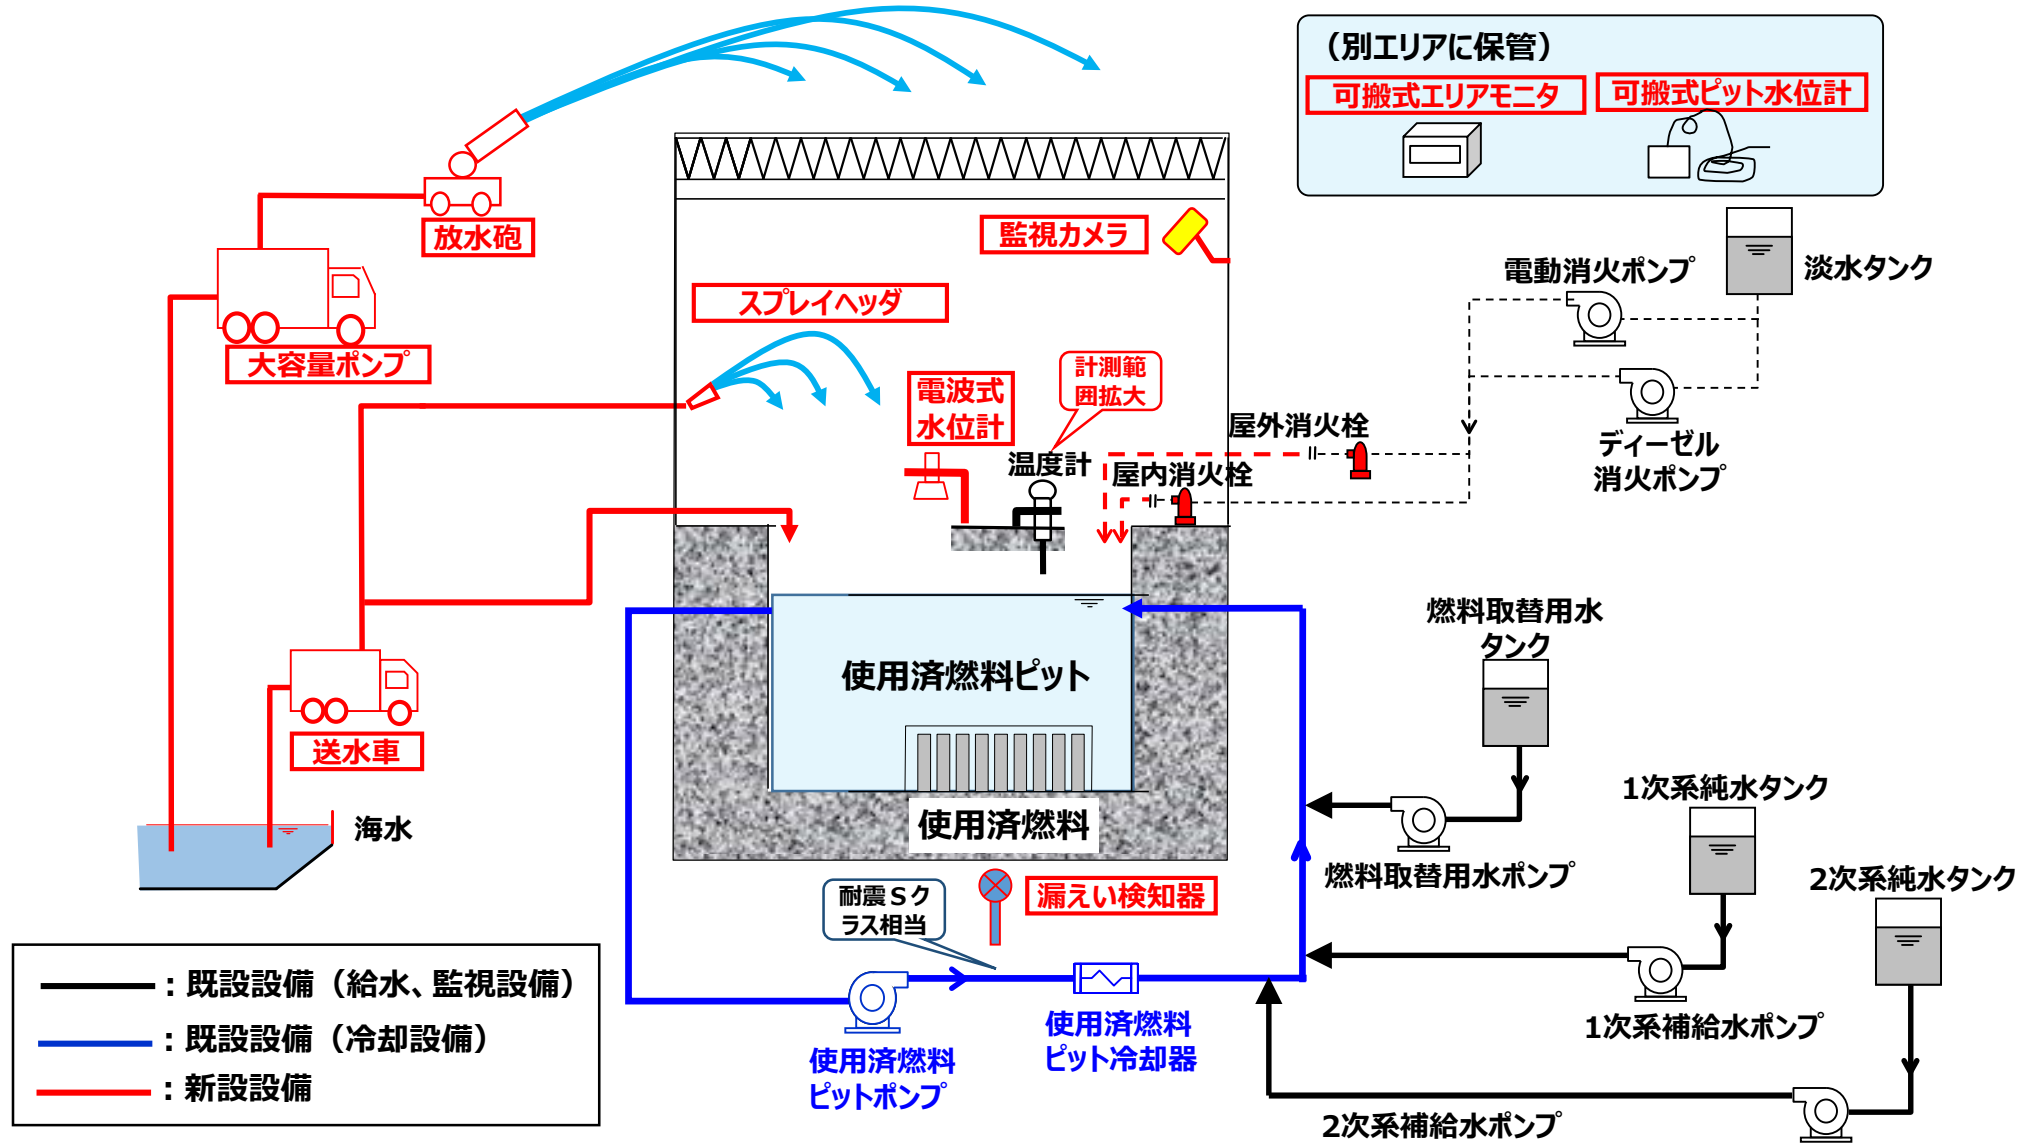 （別エリアに保管）
可搬式エリアモニタ
可搬式ピット水位計
放水砲
監視カメラ
電動消火ポンプ
淡水タンク
スプレイヘッダ
大容量ポンプ
計測範
囲拡大
電波式
水位計
屋外消火栓
ディーゼル
消火ポンプ
温度計
屋内消火栓
燃料取替用水
タンク
使用済燃料ピット
送水車
海水
使用済燃料
1次系純水タンク
燃料取替用水ポンプ
2次系純水タンク
耐震Ｓク
ラス相当
漏えい検知器
：既設設備（給水、監視設備）
：既設設備（冷却設備）
：新設設備
使用済燃料
ピットポンプ
使用済燃料
ピット冷却器
1次系補給水ポンプ
2次系補給水ポンプ